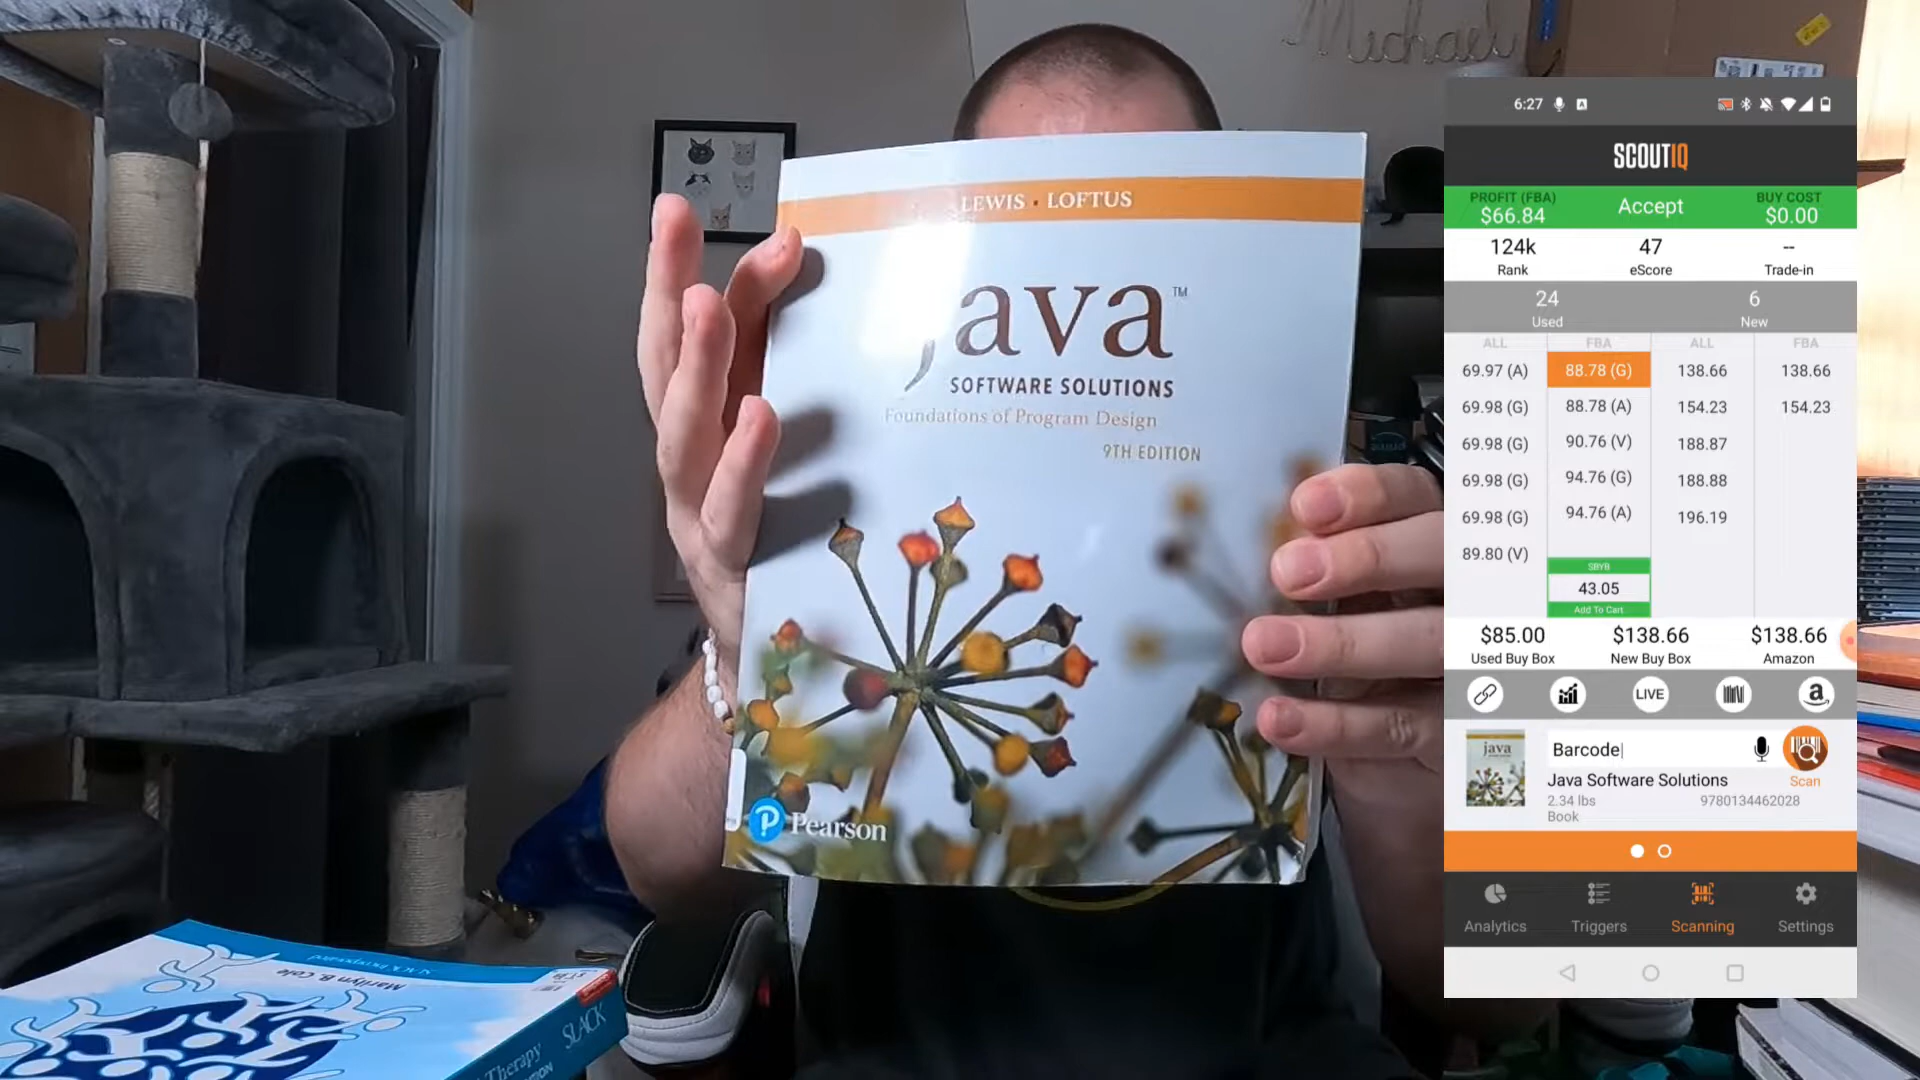 Michael
LEWIS · LOFTUS
Java™
SOFTWARE SOLUTIONS
Foundations of Program Design
9TH EDITION
Pearson
Marilyn B. Cole
SLACK
Therapy
6:27
SCOUTIQ
PROFIT (FBA)
$66.84
Accept
BUY COST
$0.00
124k
Rank
47
eScore
--
Trade-in
24
Used
6
New
ALL FBA ALL FBA
69.97 (A) 88.78 (G) 138.66 138.66
69.98 (G) 88.78 (A) 154.23 154.23
69.98 (G) 90.76 (V) 188.87
69.98 (G) 94.76 (G) 188.88
69.98 (G) 94.76 (A) 196.19
89.80 (V)
SBYB
43.05
Add To Cart
$85.00 $138.66 $138.66
Used Buy Box New Buy Box Amazon
LIVE
a
java
Barcode
Scan
Java Software Solutions
2.34 lbs 9780134462028
Book
Analytics Triggers Scanning Settings